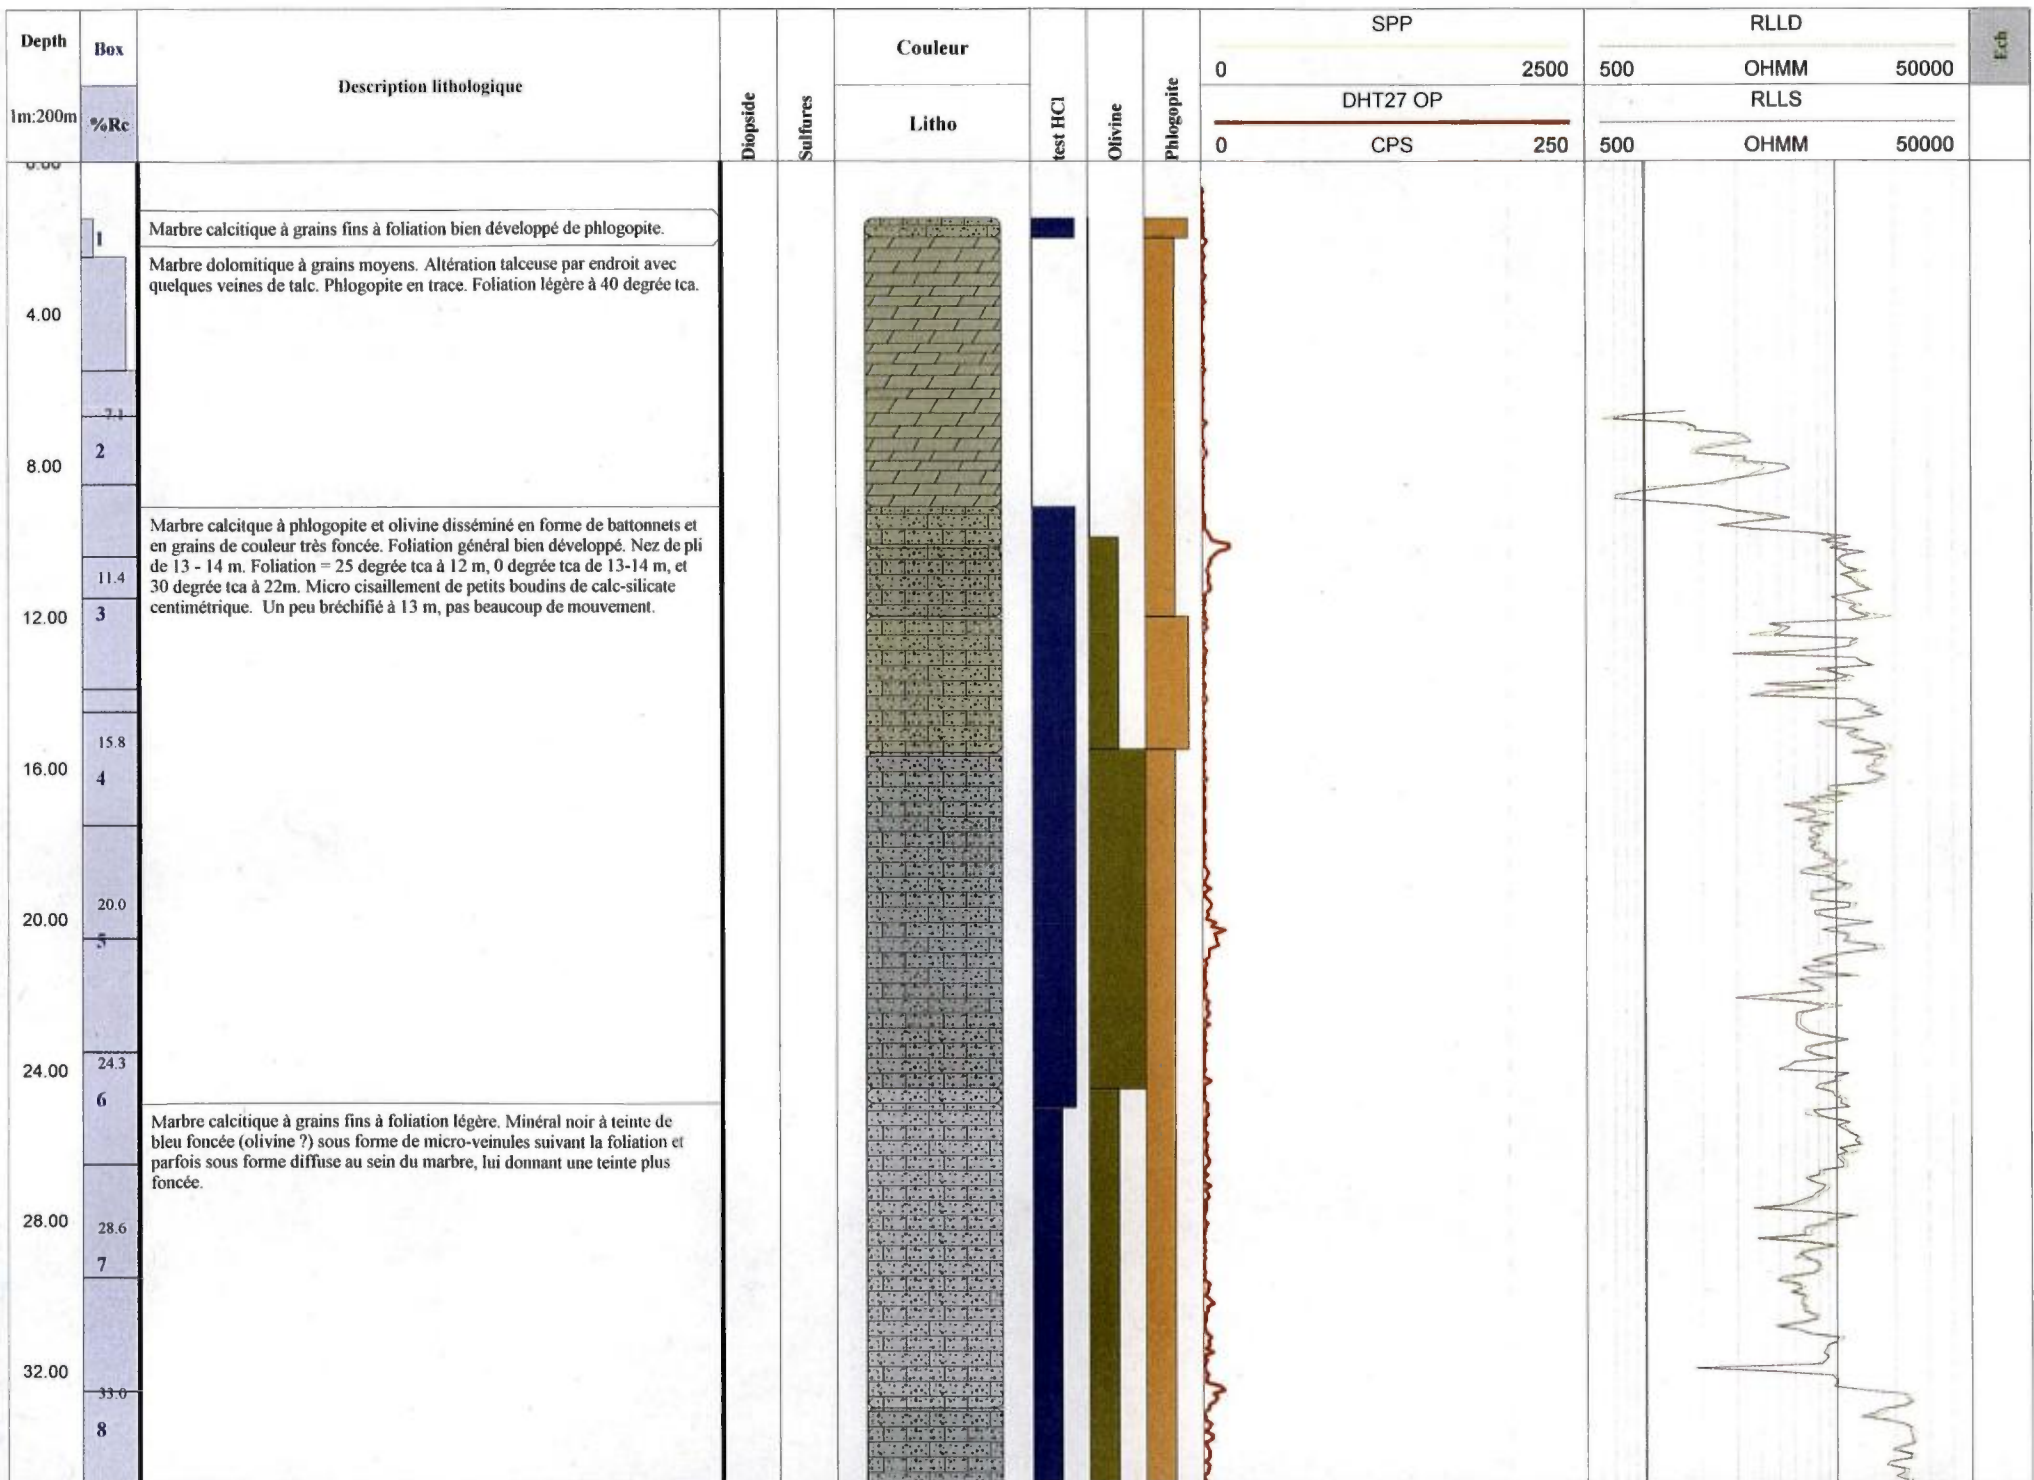 Depth
1m:200m
Box
%Rc
Description lithologique
Diopside
Sulfures
Couleur
Litho
test HCl
Olivine
Phlogopite
SPP
0 2500
DHT27 OP
0 CPS 250
RLLD
500 OHMM 50000
RLLS
500 OHMM 50000
Ech
0.00
1
Marbre calcitique à grains fins à foliation bien développé de phlogopite.
Marbre dolomitique à grains moyens. Altération talceuse par endroit avec
quelques veines de talc. Phlogopite en trace. Foliation légère à 40 degrée tca.
4.00
7.1
2
8.00
Marbre calcitque à phlogopite et olivine disséminé en forme de battonnets et
en grains de couleur très foncée. Foliation général bien développé. Nez de pli
de 13 - 14 m. Foliation = 25 degrée tca à 12 m, 0 degrée tca de 13-14 m, et
30 degrée tca à 22m. Micro cisaillement de petits boudins de calc-silicate
centimétrique. Un peu bréchifié à 13 m, pas beaucoup de mouvement.
11.4
3
12.00
15.8
16.00
4
20.0
20.00
5
24.3
24.00
6
Marbre calcitique à grains fins à foliation légère. Minéral noir à teinte de
bleu foncée (olivine ?) sous forme de micro-veinules suivant la foliation et
parfois sous forme diffuse au sein du marbre, lui donnant une teinte plus
foncée.
28.00
28.6
7
32.00
33.0
8